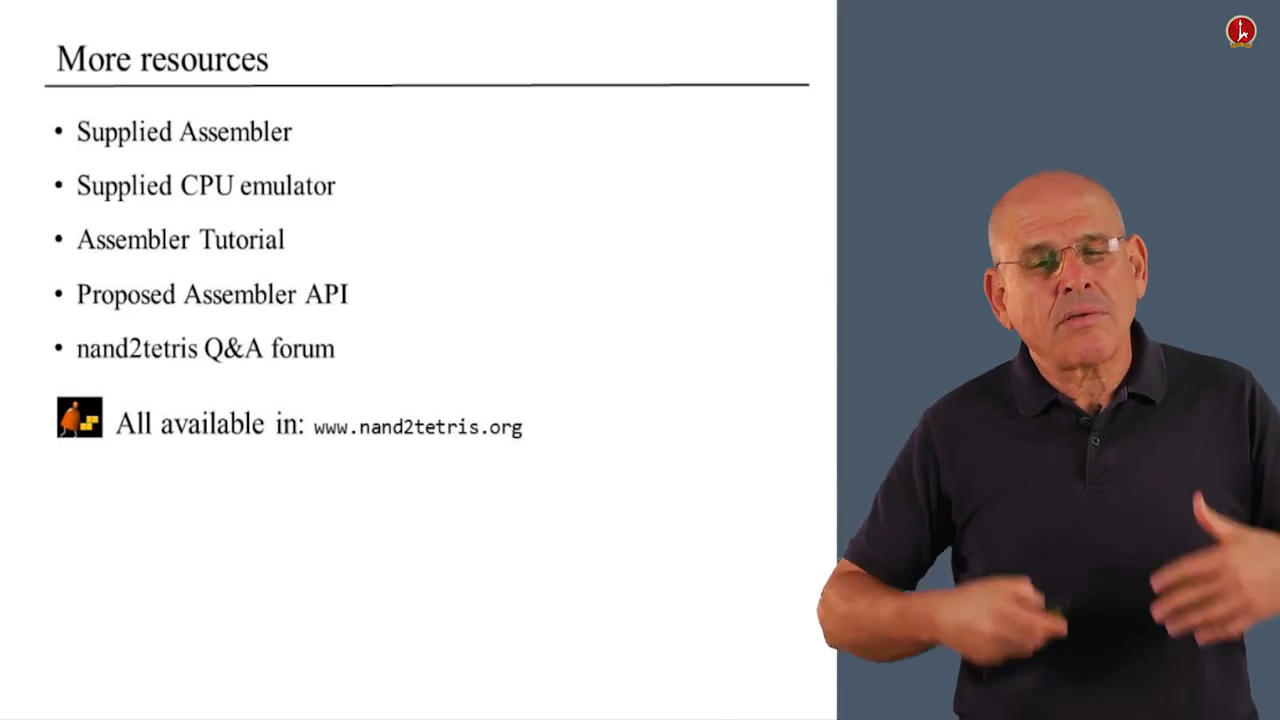 More resources
• Supplied Assembler
• Supplied CPU emulator
• Assembler Tutorial
• Proposed Assembler API
• nand2tetris Q&A forum
All available in: www.nand2tetris.org